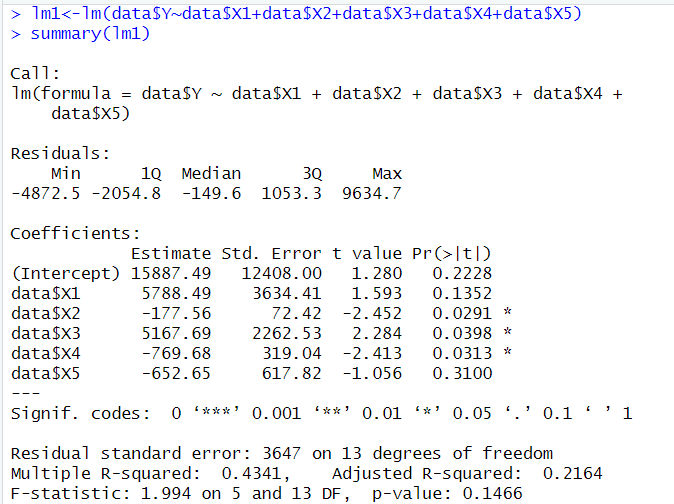 > lm1<-lm(data$Y~data$X1+data$X2+data$X3+data$X4+data$X5)
> summary(lm1)
Call:
lm(formula = data$Y ~ data$X1 + data$X2 + data$X3 + data$X4 +
    data$X5)
Residuals:
    Min      1Q  Median      3Q     Max
-4872.5 -2054.8  -149.6  1053.3  9634.7
Coefficients:
            Estimate Std. Error t value Pr(>|t|)
(Intercept) 15887.49   12408.00   1.280   0.2228
data$X1      5788.49    3634.41   1.593   0.1352
data$X2      -177.56      72.42  -2.452   0.0291 *
data$X3      5167.69    2262.53   2.284   0.0398 *
data$X4      -769.68     319.04  -2.413   0.0313 *
data$X5      -652.65     617.82  -1.056   0.3100
---
Signif. codes:  0 ‘***’ 0.001 ‘**’ 0.01 ‘*’ 0.05 ‘.’ 0.1 ‘ ’ 1
Residual standard error: 3647 on 13 degrees of freedom
Multiple R-squared:  0.4341,    Adjusted R-squared:  0.2164
F-statistic: 1.994 on 5 and 13 DF,  p-value: 0.1466